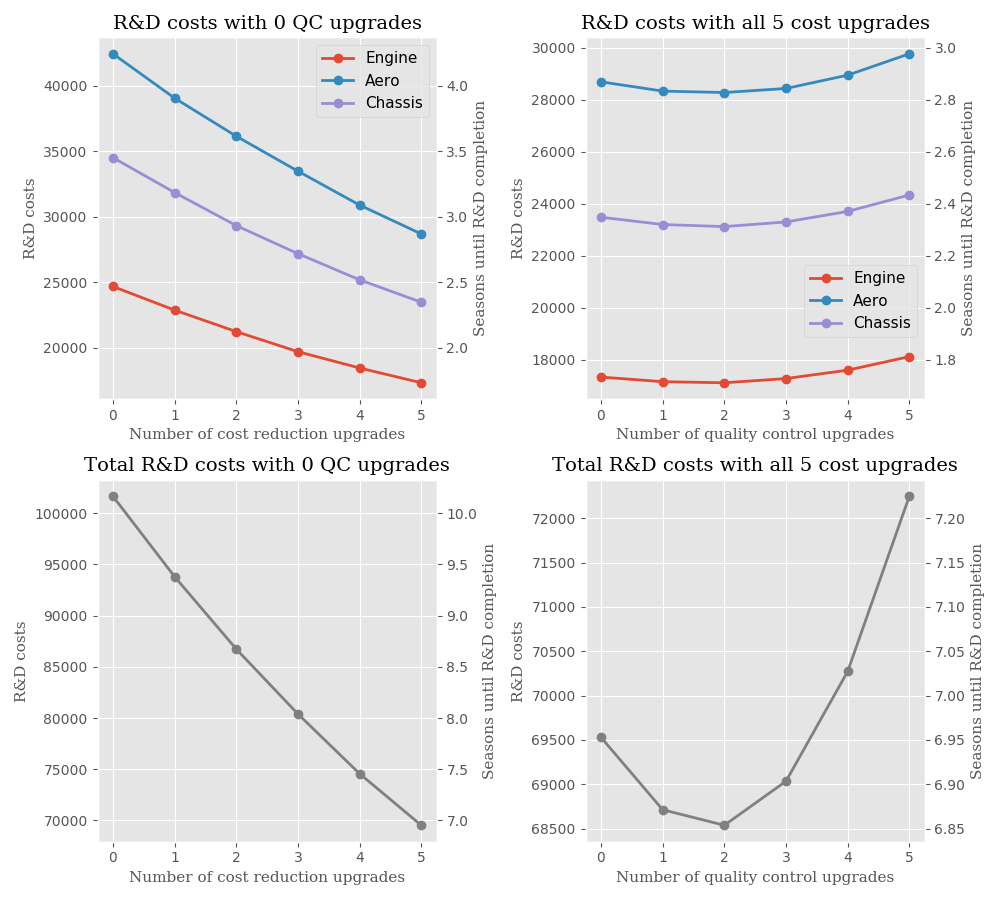 R&D costs with 0 QC upgrades
40000
35000
30000
25000
20000
R&D costs
4.0
3.5
3.0
2.5
2.0
Seasons until R&D completion
Engine
Aero
Chassis
0 1 2 3 4 5
Number of cost reduction upgrades
R&D costs with all 5 cost upgrades
30000
28000
26000
24000
22000
20000
18000
R&D costs
3.0
2.8
2.6
2.4
2.2
2.0
1.8
Seasons until R&D completion
Engine
Aero
Chassis
0 1 2 3 4 5
Number of quality control upgrades
Total R&D costs with 0 QC upgrades
100000
95000
90000
85000
80000
75000
70000
R&D costs
10.0
9.5
9.0
8.5
8.0
7.5
7.0
Seasons until R&D completion
0 1 2 3 4 5
Number of cost reduction upgrades
Total R&D costs with all 5 cost upgrades
72000
71500
71000
70500
70000
69500
69000
68500
R&D costs
7.20
7.15
7.10
7.05
7.00
6.95
6.90
6.85
Seasons until R&D completion
0 1 2 3 4 5
Number of quality control upgrades